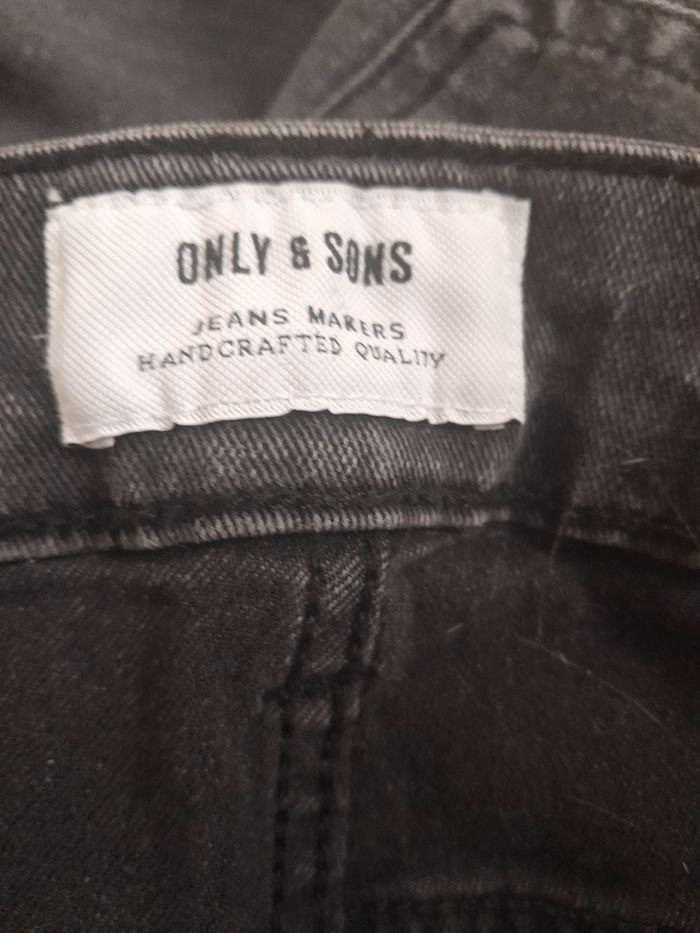 ONLY & SONS
JEANS MAKERS
HANDCRAFTED QUALITY